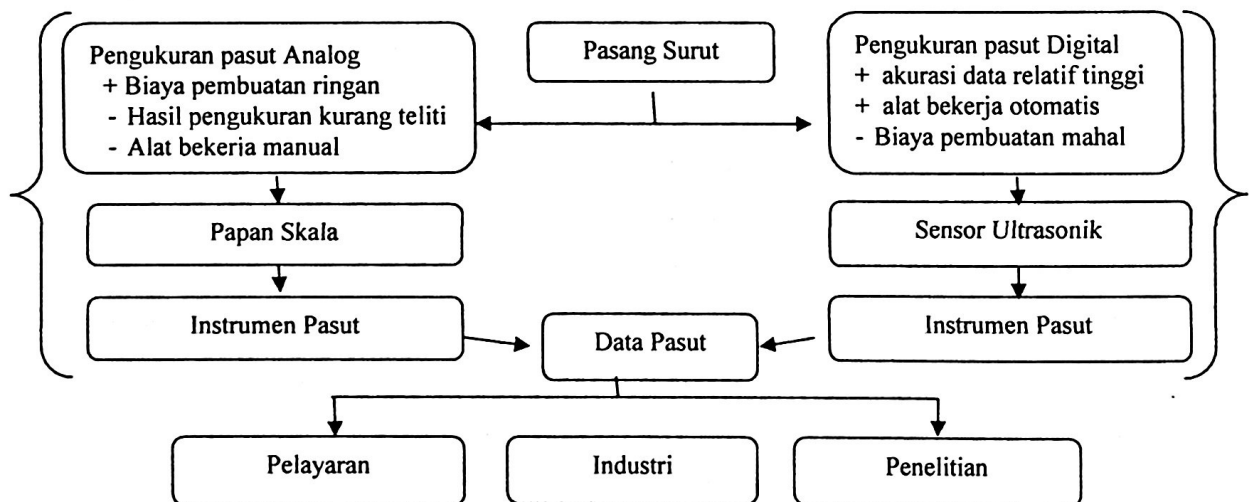 Pengukuran pasut Analog
+ Biaya pembuatan ringan
- Hasil pengukuran kurang teliti
- Alat bekerja manual
Pasang Surut
Pengukuran pasut Digital
+ akurasi data relatif tinggi
+ alat bekerja otomatis
- Biaya pembuatan mahal
Papan Skala
Sensor Ultrasonik
Instrumen Pasut
Data Pasut
Instrumen Pasut
Pelayaran
Industri
Penelitian